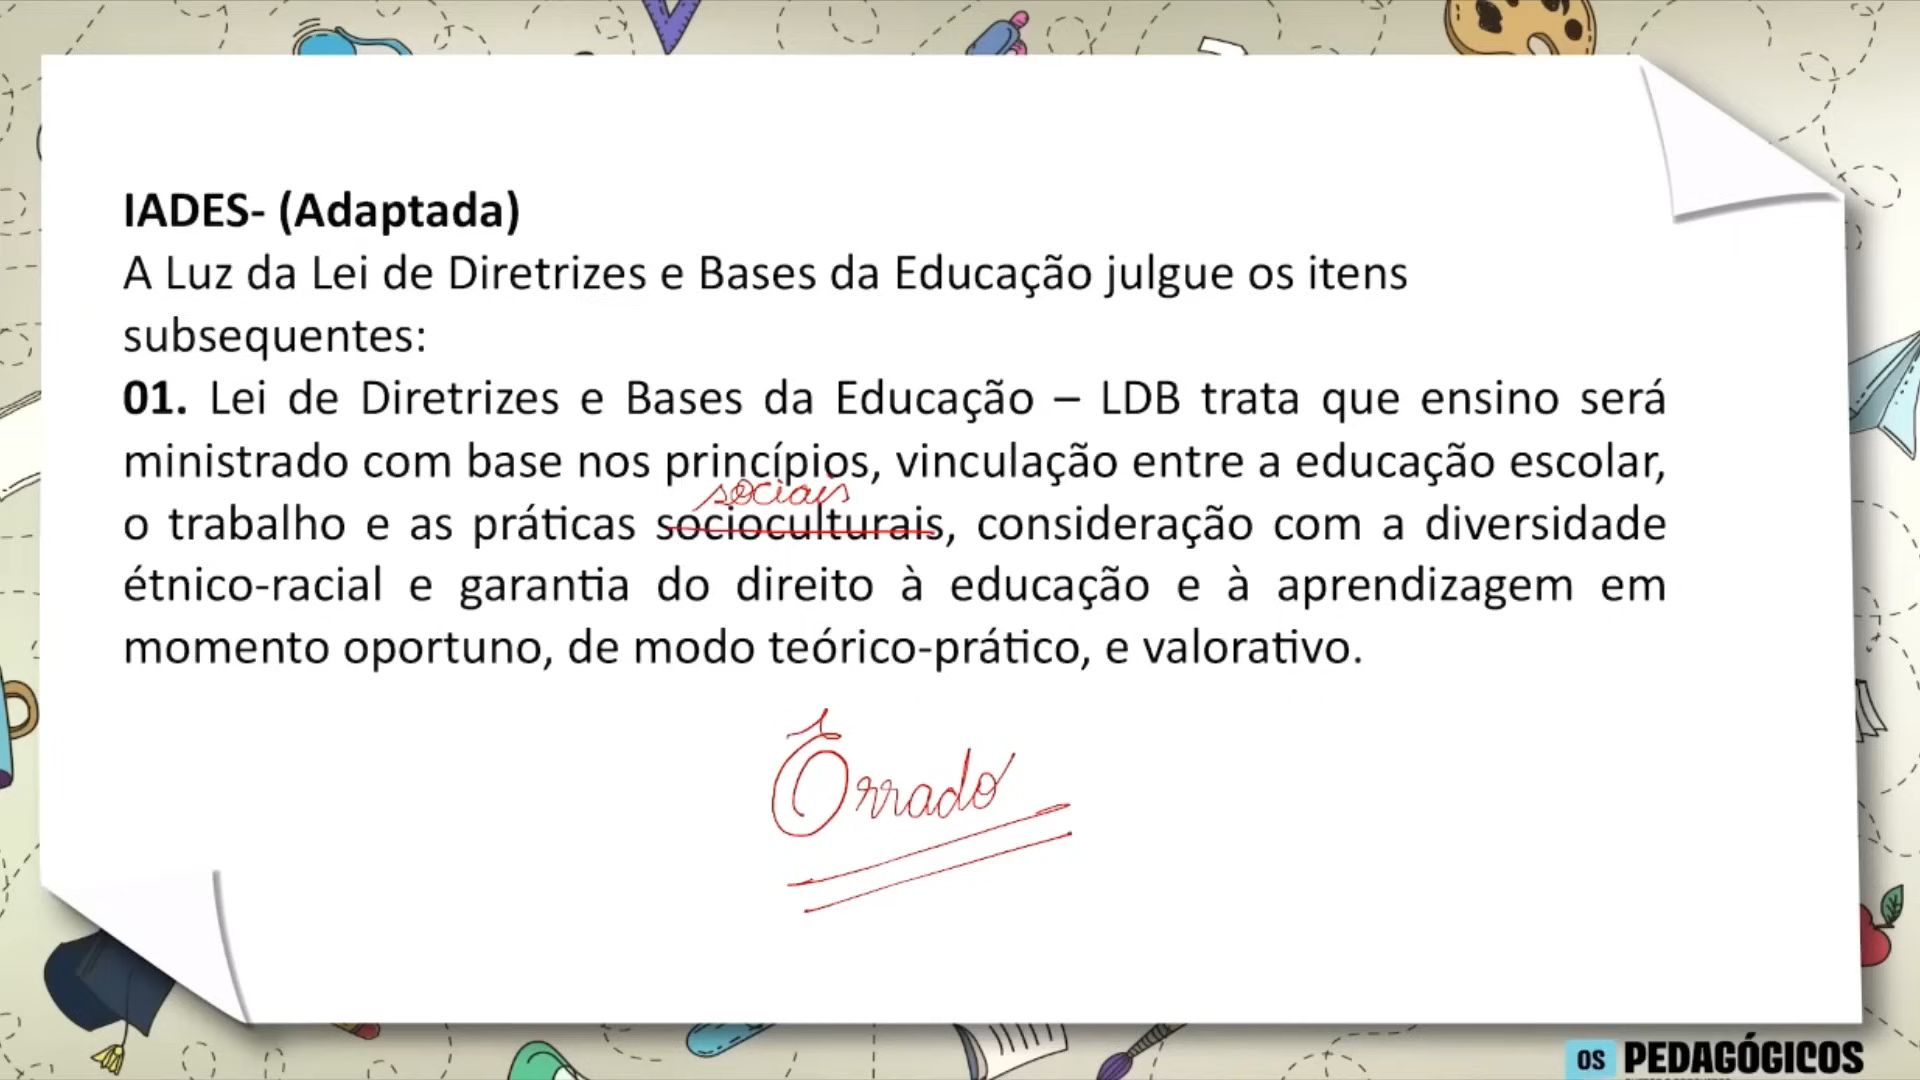 IADES- (Adaptada)
A Luz da Lei de Diretrizes e Bases da Educação julgue os itens
subsequentes:
01. Lei de Diretrizes e Bases da Educação – LDB trata que ensino será
ministrado com base nos princípios, vinculação entre a educação escolar,
sociais
o trabalho e as práticas socioculturais, consideração com a diversidade
étnico-racial e garantia do direito à educação e à aprendizagem em
momento oportuno, de modo teórico-prático, e valorativo.
Errado
OS PEDAGÓGICOS